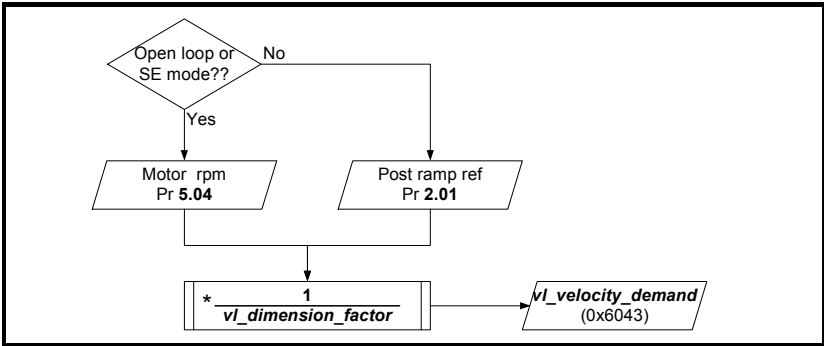 Open loop or
SE mode??
No
Yes
Motor rpm
Pr 5.04
Post ramp ref
Pr 2.01
* 1
vl_dimension_factor
vl_velocity_demand
(0x6043)